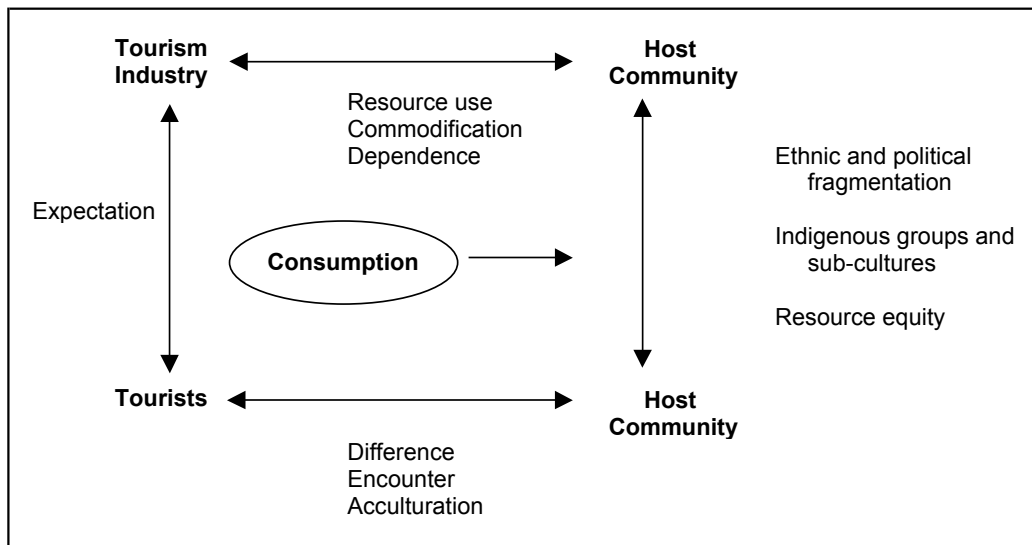 Tourism
Industry
Host
Community
Resource use
Commodification
Dependence
Ethnic and political
fragmentation
Expectation
Indigenous groups and
sub-cultures
Consumption
Resource equity
Tourists
Host
Community
Difference
Encounter
Acculturation